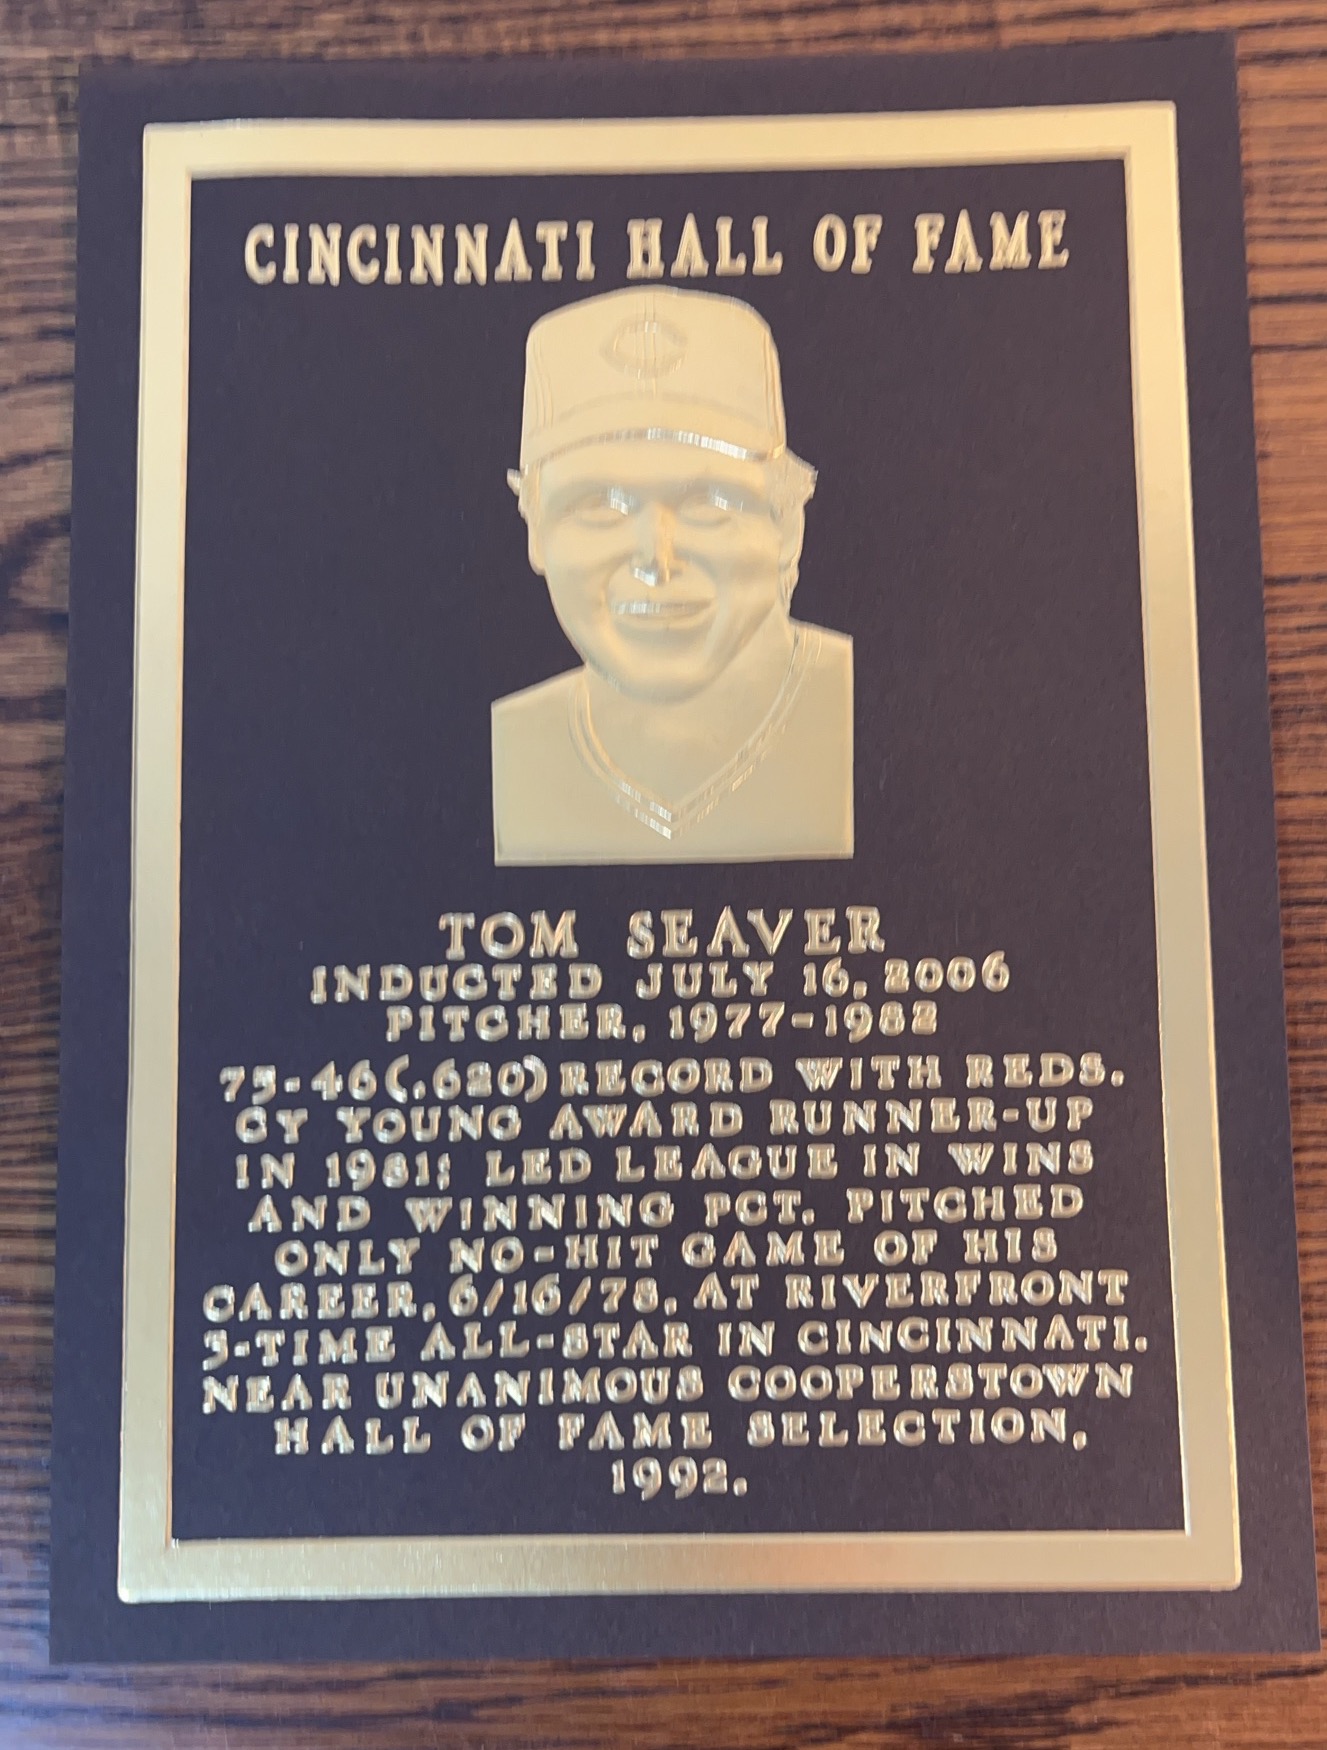 CINCINNATI HALL OF FAME
C
TOM SEAVER
INDUCTED JULY 16, 2006
PITCHER, 1977-1982
75-46(.620) RECORD WITH REDS.
CY YOUNG AWARD RUNNER-UP
IN 1981; LED LEAGUE IN WINS
AND WINNING PCT. PITCHED
ONLY NO-HIT GAME OF HIS
CAREER, 6/16/78, AT RIVERFRONT
3-TIME ALL-STAR IN CINCINNATI.
NEAR UNANIMOUS COOPERSTOWN
HALL OF FAME SELECTION,
1992.